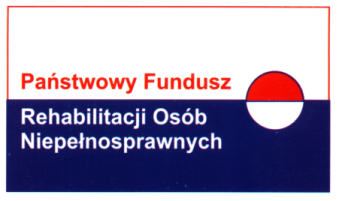 Państwowy Fundusz
Rehabilitacji Osób
Niepełnosprawnych